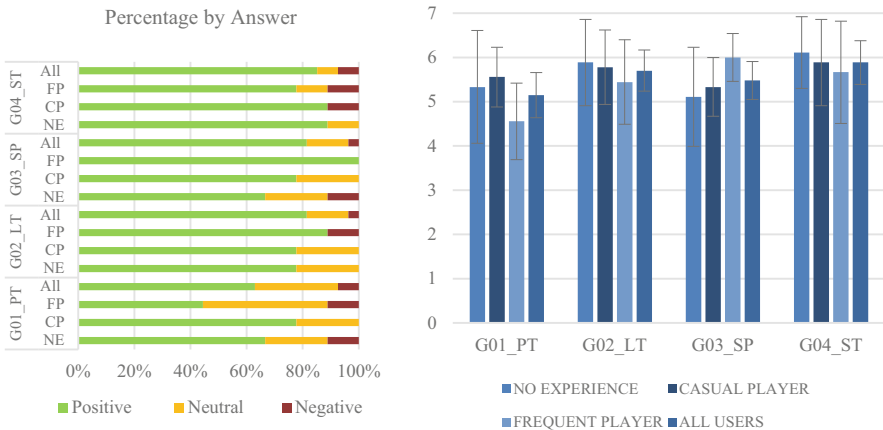 Percentage by Answer
G04_ST
All
FP
CP
NE
G03_SP
All
FP
CP
NE
G02_LT
All
FP
CP
NE
G01_PT
All
FP
CP
NE
0% 20% 40% 60% 80% 100%
Positive Neutral Negative
7
6
5
4
3
2
1
0
G01_PT G02_LT G03_SP G04_ST
NO EXPERIENCE CASUAL PLAYER
FREQUENT PLAYER ALL USERS